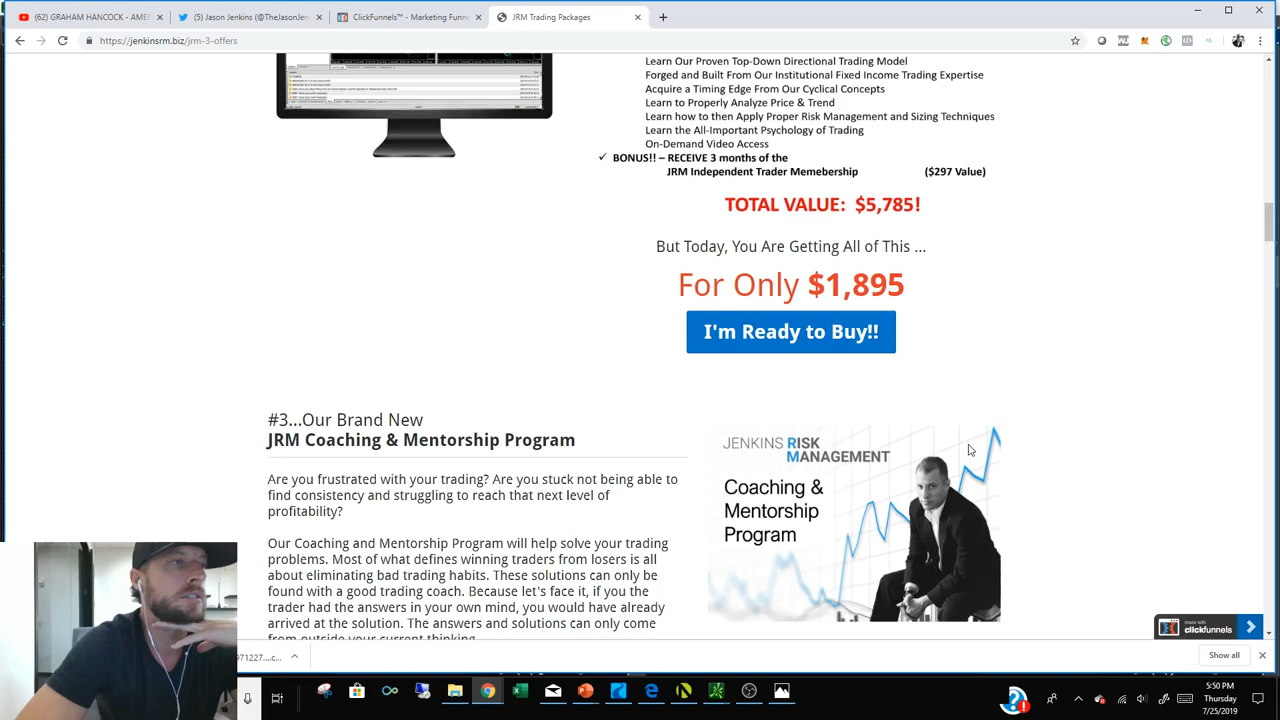 (62) GRAHAM HANCOCK - AMER
(5) Jason Jenkins (@TheJasonJen
ClickFunnels™ - Marketing Funn
JRM Trading Packages
https://jenkinsrm.biz/jrm-3-offers
Learn Our Proven Top-Down Directional Trading Model
Forged and Built From Our Institutional Fixed Income Trading Expertise
Acquire a Timing Edge From Our Cyclical Concepts
Learn to Properly Analyze Price & Trend
Learn how to then Apply Proper Risk Management and Sizing Techniques
Learn the All-Important Psychology of Trading
On-Demand Video Access
✓ BONUS!! – RECEIVE 3 months of the
JRM Independent Trader Memebership ($297 Value)
TOTAL VALUE: $5,785!
But Today, You Are Getting All of This ...
For Only $1,895
I'm Ready to Buy!!
#3...Our Brand New
JRM Coaching & Mentorship Program
Are you frustrated with your trading? Are you stuck not being able to
find consistency and struggling to reach that next level of
profitability?
Our Coaching and Mentorship Program will help solve your trading
problems. Most of what defines winning traders from losers is all
about eliminating bad trading habits. These solutions can only be
found with a good trading coach. Because let's face it, if you the
trader had the answers in your own mind, you would have already
arrived at the solution. The answers and solutions can only come
from outside your current thinking.
JENKINS RISK
MANAGEMENT
Coaching &
Mentorship
Program
made with
clickfunnels
971227....c...
Show all
5:50 PM
Thursday
7/25/2019